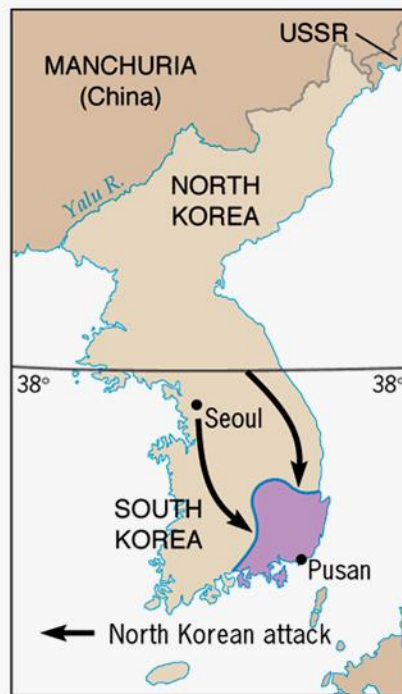 USSR
MANCHURIA
(China)
Yalu R.
NORTH
KOREA
38°
38°
Seoul
SOUTH
KOREA
Pusan
North Korean attack